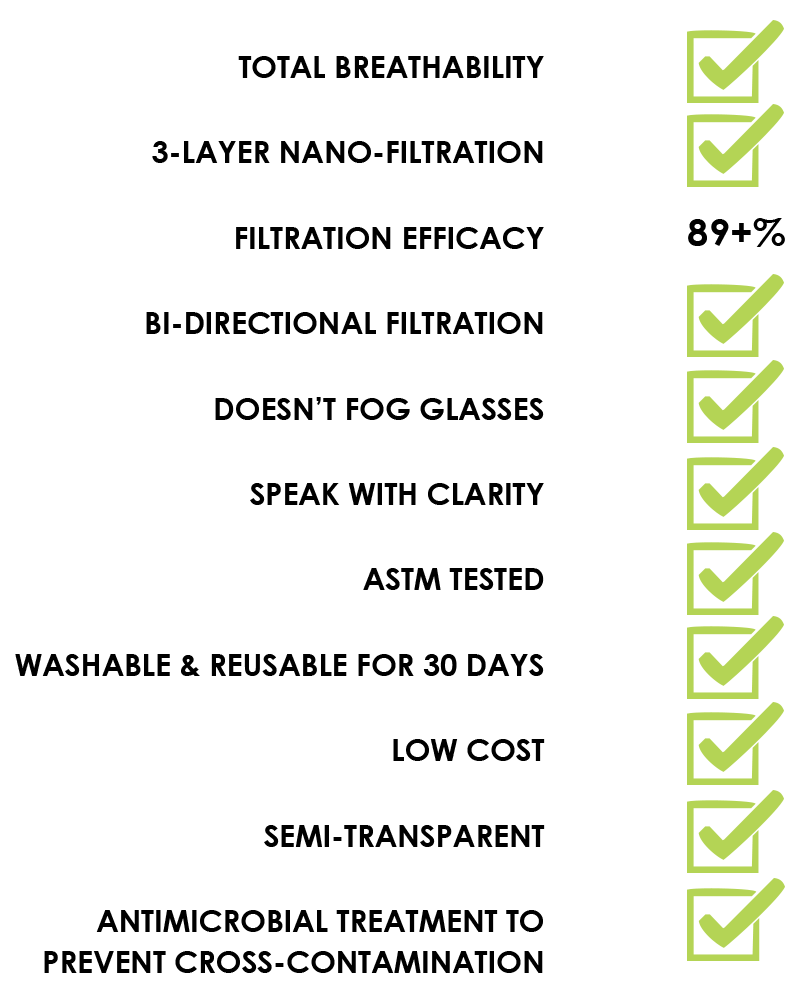 TOTAL BREATHABILITY
3-LAYER NANO-FILTRATION
FILTRATION EFFICACY 89+%
BI-DIRECTIONAL FILTRATION
DOESN’T FOG GLASSES
SPEAK WITH CLARITY
ASTM TESTED
WASHABLE & REUSABLE FOR 30 DAYS
LOW COST
SEMI-TRANSPARENT
ANTIMICROBIAL TREATMENT TO
PREVENT CROSS-CONTAMINATION